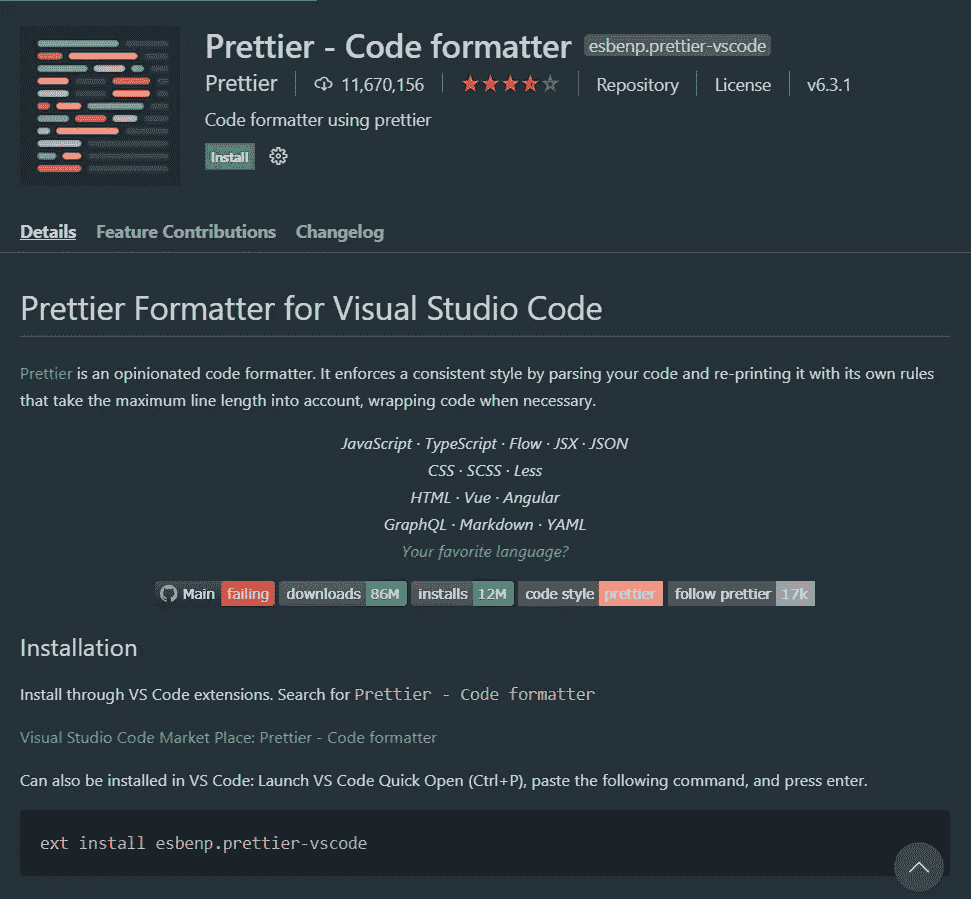 Prettier - Code formatter esbenp.prettier-vscode
Prettier 11,670,156 Repository License v6.3.1
Code formatter using prettier
Install
Details Feature Contributions Changelog
Prettier Formatter for Visual Studio Code
Prettier is an opinionated code formatter. It enforces a consistent style by parsing your code and re-printing it with its own rules
that take the maximum line length into account, wrapping code when necessary.
JavaScript · TypeScript · Flow · JSX · JSON
CSS · SCSS · Less
HTML · Vue · Angular
GraphQL · Markdown · YAML
Your favorite language?
Main failing downloads 86M installs 12M code style prettier follow prettier 17k
Installation
Install through VS Code extensions. Search for Prettier - Code formatter
Visual Studio Code Market Place: Prettier - Code formatter
Can also be installed in VS Code: Launch VS Code Quick Open (Ctrl+P), paste the following command, and press enter.
ext install esbenp.prettier-vscode